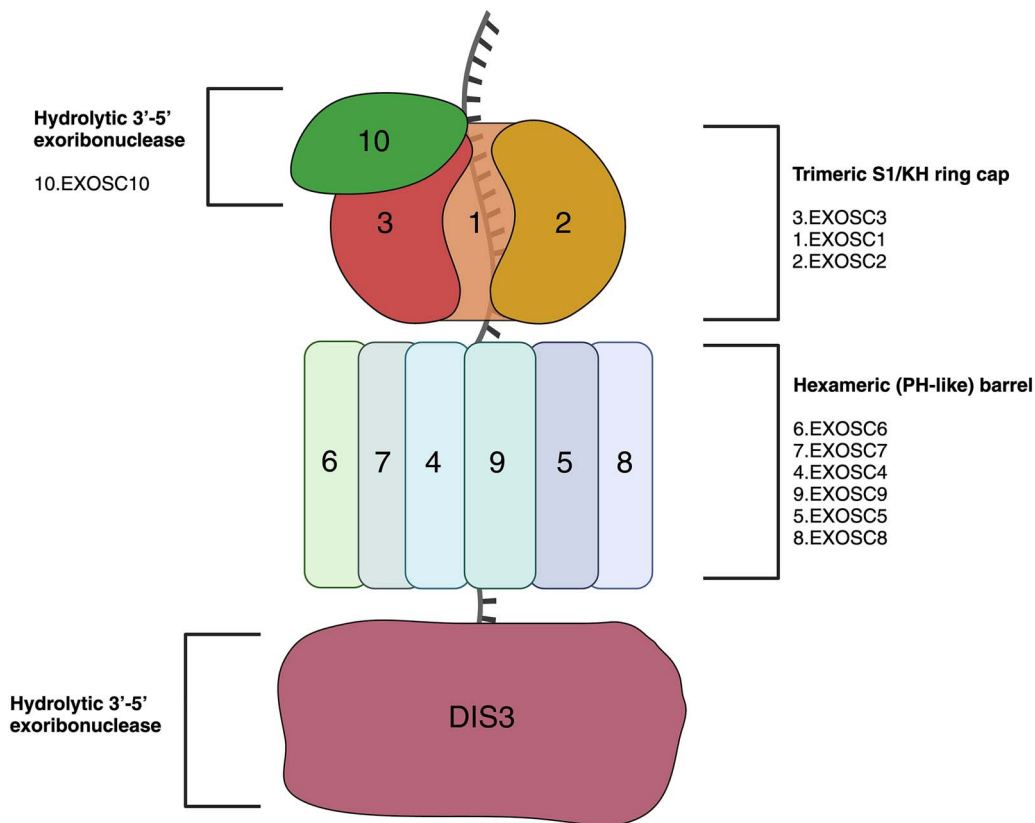 Hydrolytic 3’-5’
exoribonuclease
10.EXOSC10
10
3
1
2
Trimeric S1/KH ring cap
3.EXOSC3
1.EXOSC1
2.EXOSC2
6
7
4
9
5
8
Hexameric (PH-like) barrel
6.EXOSC6
7.EXOSC7
4.EXOSC4
9.EXOSC9
5.EXOSC5
8.EXOSC8
Hydrolytic 3’-5’
exoribonuclease
DIS3